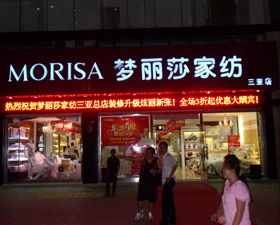 MORISA 梦丽莎家纺
三亚店
热烈祝贺梦丽莎家纺三亚总店装修升级炫丽新张！全场3折起优惠大酬宾！